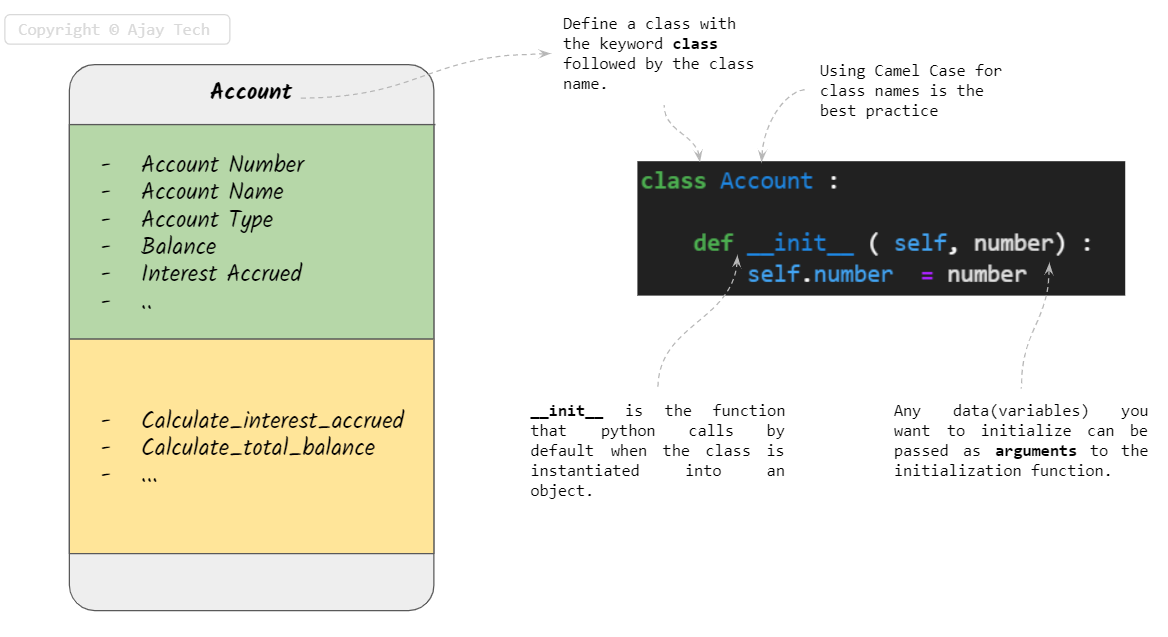 Copyright © Ajay Tech
Account
- Account Number
- Account Name
- Account Type
- Balance
- Interest Accrued
- ..
- Calculate_interest_accrued
- Calculate_total_balance
- ...
Define a class with
the keyword class
followed by the class
name.
Using Camel Case for
class names is the
best practice
class Account :
def __init__ ( self, number) :
self.number = number
__init__ is the function
that python calls by
default when the class is
instantiated into an
object.
Any data(variables) you
want to initialize can be
passed as arguments to the
initialization function.